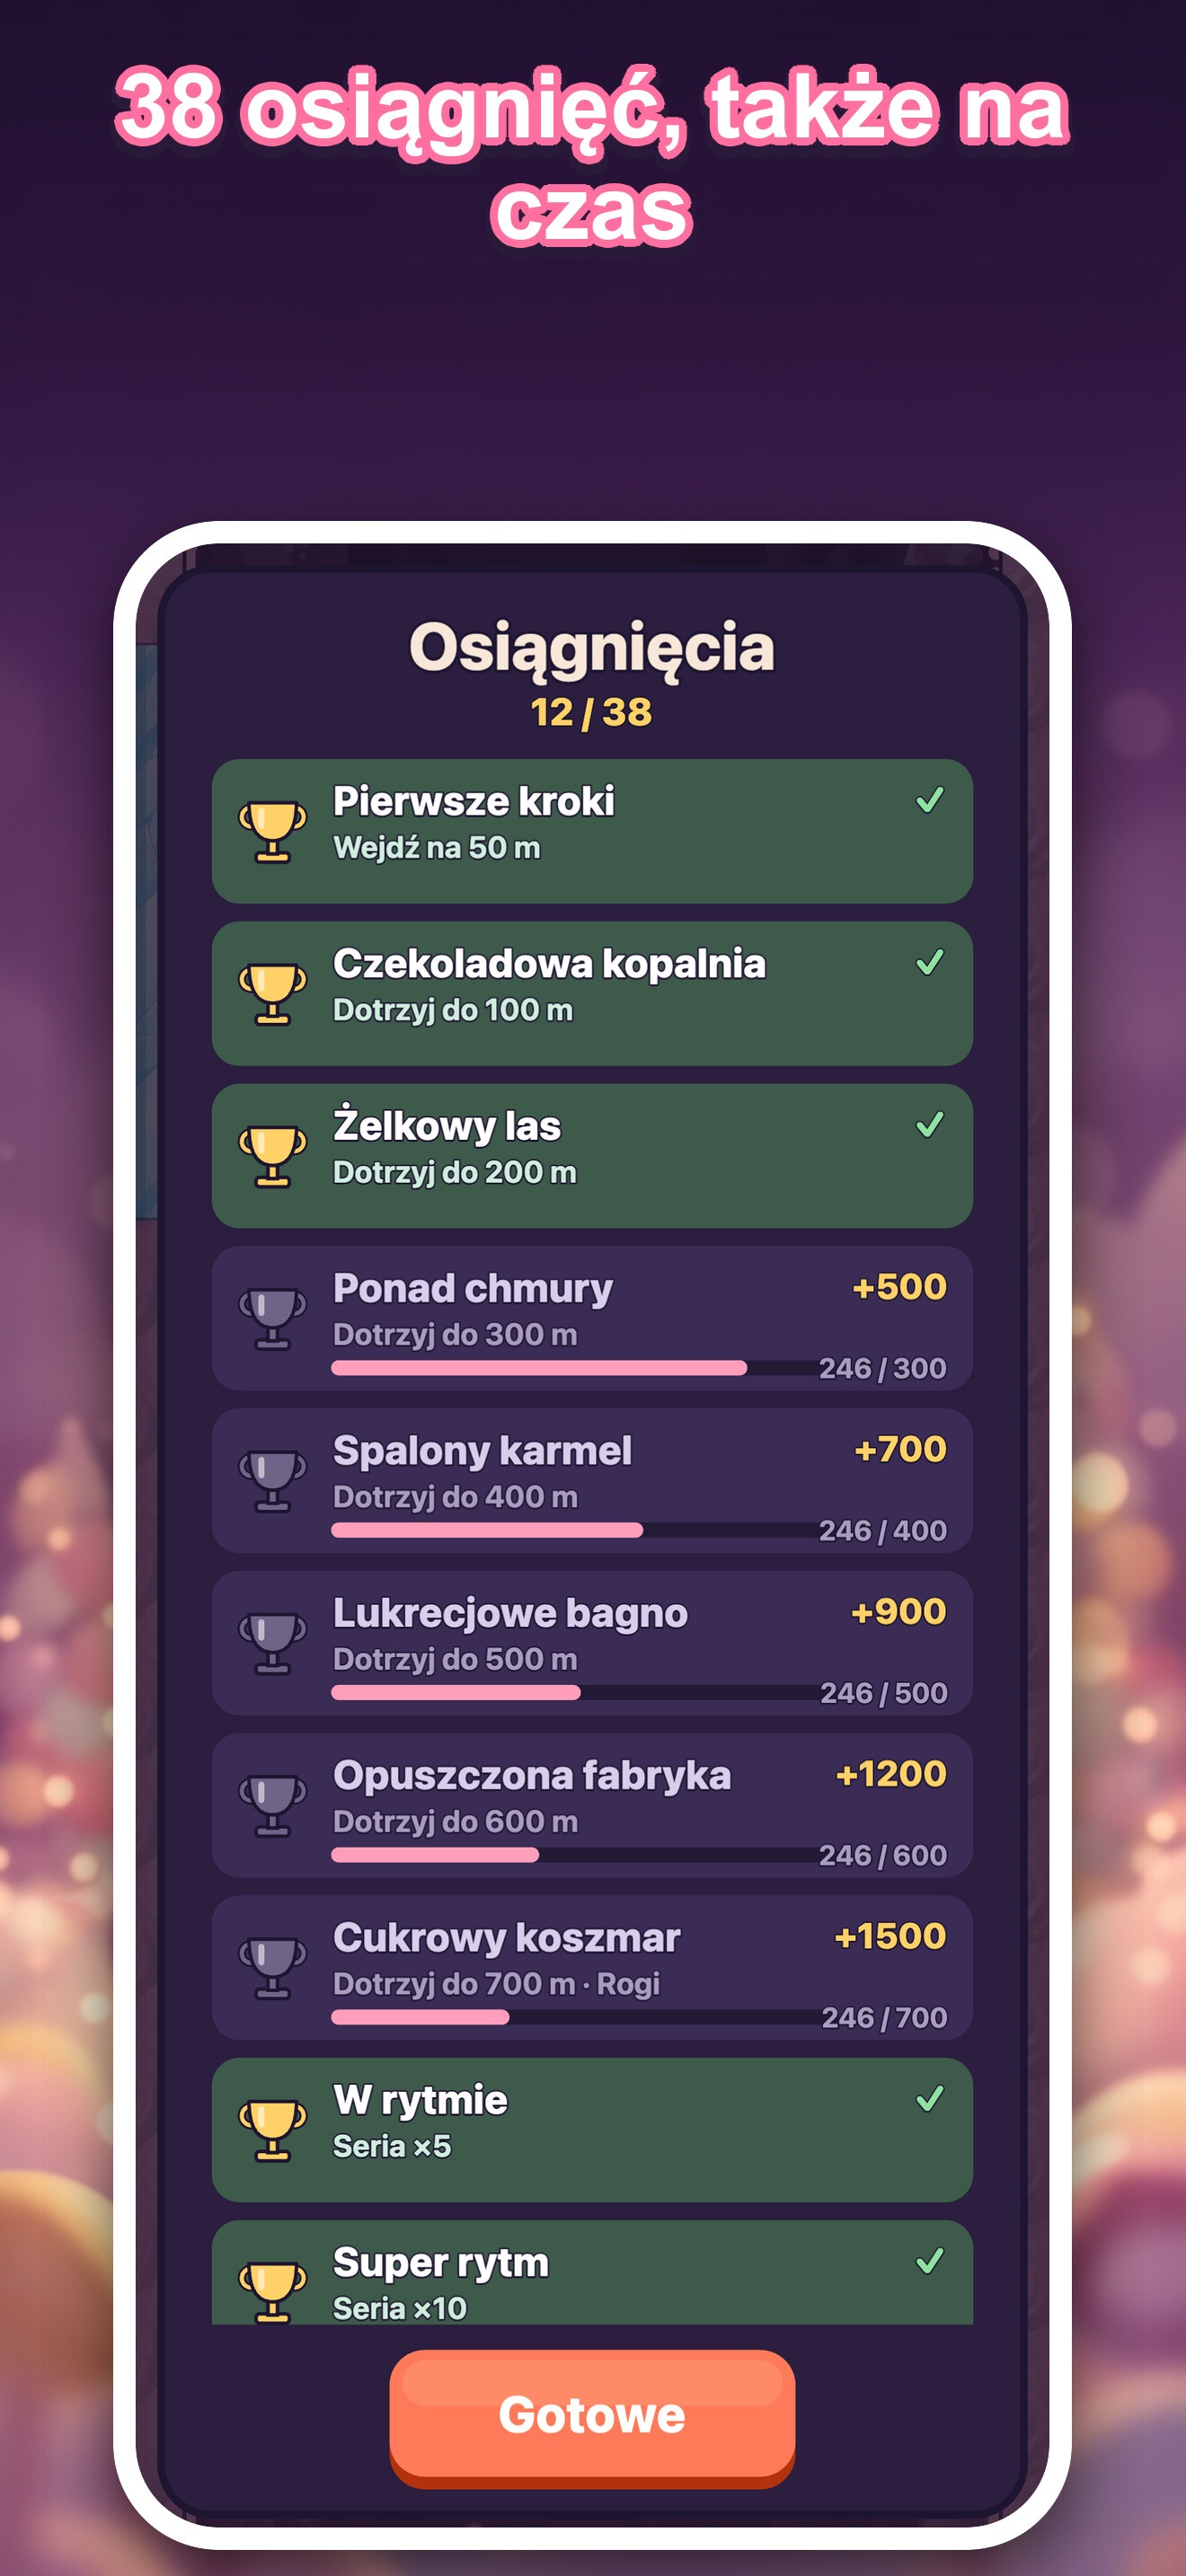 38 osiągnięć, także na
czas
Osiągnięcia
12 / 38
Pierwsze kroki
Wejdź na 50 m
Czekoladowa kopalnia
Dotrzyj do 100 m
Żelkowy las
Dotrzyj do 200 m
Ponad chmury +500
Dotrzyj do 300 m
246 / 300
Spalony karmel +700
Dotrzyj do 400 m
246 / 400
Lukrecjowe bagno +900
Dotrzyj do 500 m
246 / 500
Opuszczona fabryka +1200
Dotrzyj do 600 m
246 / 600
Cukrowy koszmar +1500
Dotrzyj do 700 m · Rogi
246 / 700
W rytmie
Seria ×5
Super rytm
Seria ×10
Gotowe